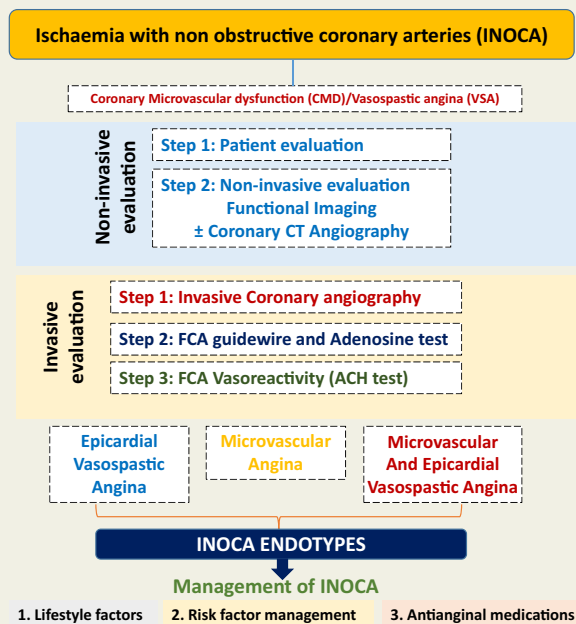 Ischaemia with non obstructive coronary arteries (INOCA)
Coronary Microvascular dysfunction (CMD)/Vasospastic angina (VSA)
Non-invasive
evaluation
Step 1: Patient evaluation
Step 2: Non-invasive evaluation
Functional Imaging
± Coronary CT Angiography
Invasive
evaluation
Step 1: Invasive Coronary angiography
Step 2: FCA guidewire and Adenosine test
Step 3: FCA Vasoreactivity (ACH test)
Epicardial
Vasospastic
Angina
Microvascular
Angina
Microvascular
And Epicardial
Vasospastic Angina
INOCA ENDOTYPES
Management of INOCA
1. Lifestyle factors
2. Risk factor management
3. Antianginal medications